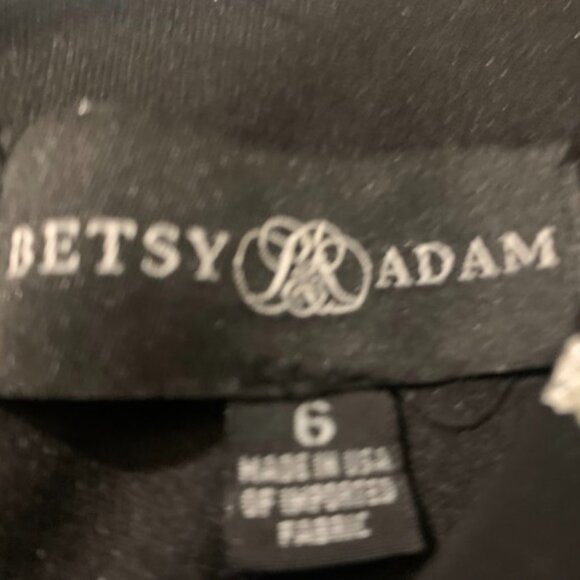 BETSY ADAM
6
MADE IN USA
OF IMPORTED
FABRIC